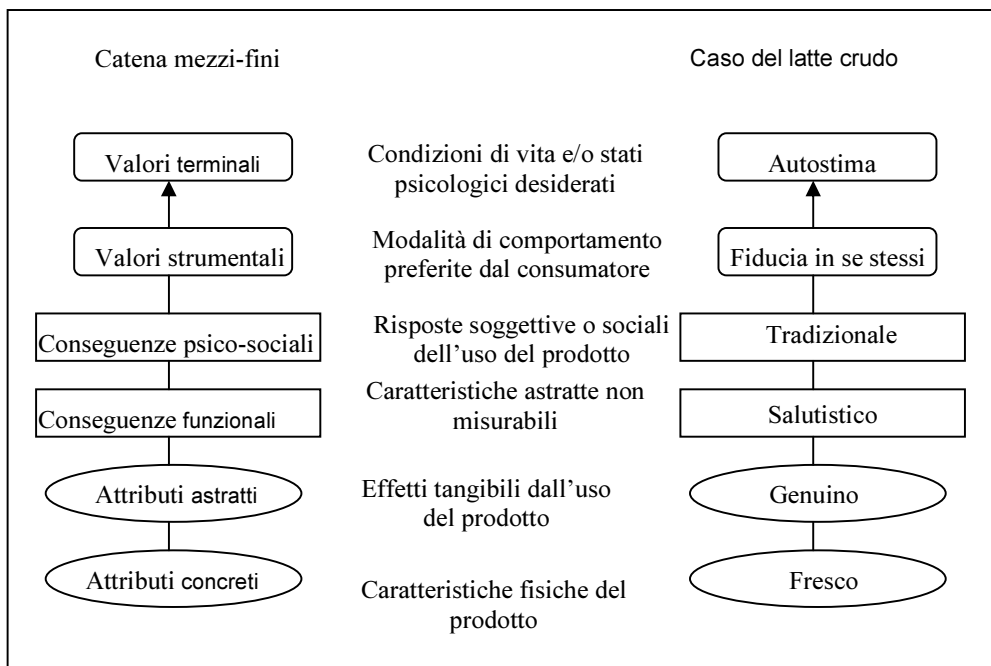 Catena mezzi-fini
Caso del latte crudo
Valori terminali
Condizioni di vita e/o stati
psicologici desiderati
Autostima
Valori strumentali
Modalità di comportamento
preferite dal consumatore
Fiducia in se stessi
Conseguenze psico-sociali
Risposte soggettive o sociali
dell’uso del prodotto
Tradizionale
Conseguenze funzionali
Caratteristiche astratte non
misurabili
Salutistico
Attributi astratti
Effetti tangibili dall’uso
del prodotto
Genuino
Attributi concreti
Caratteristiche fisiche del
prodotto
Fresco